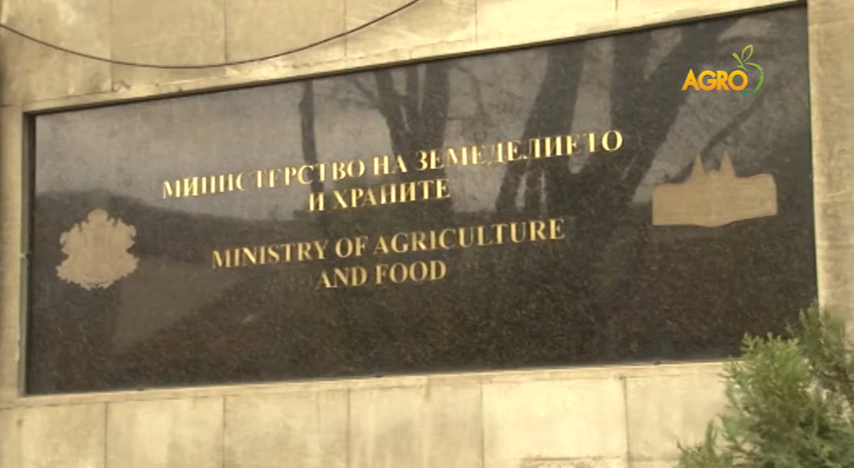 AGRO
МИНИСТЕРСТВО НА ЗЕМЕДЕЛИЕТО
И ХРАНИТЕ
MINISTRY OF AGRICULTURE
AND FOOD